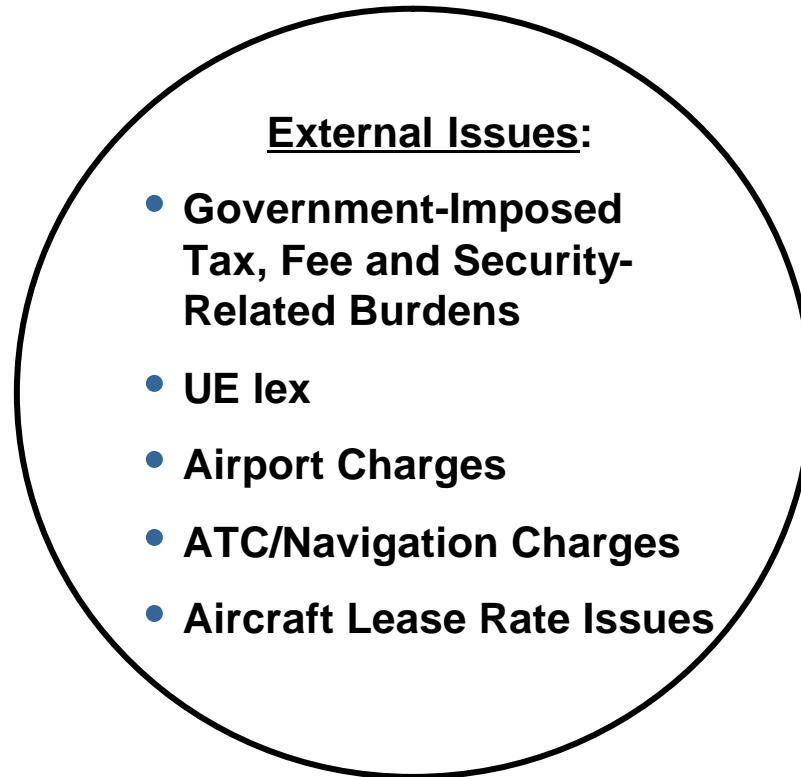 External Issues:
• Government-Imposed
Tax, Fee and Security-
Related Burdens
• UE lex
• Airport Charges
• ATC/Navigation Charges
• Aircraft Lease Rate Issues